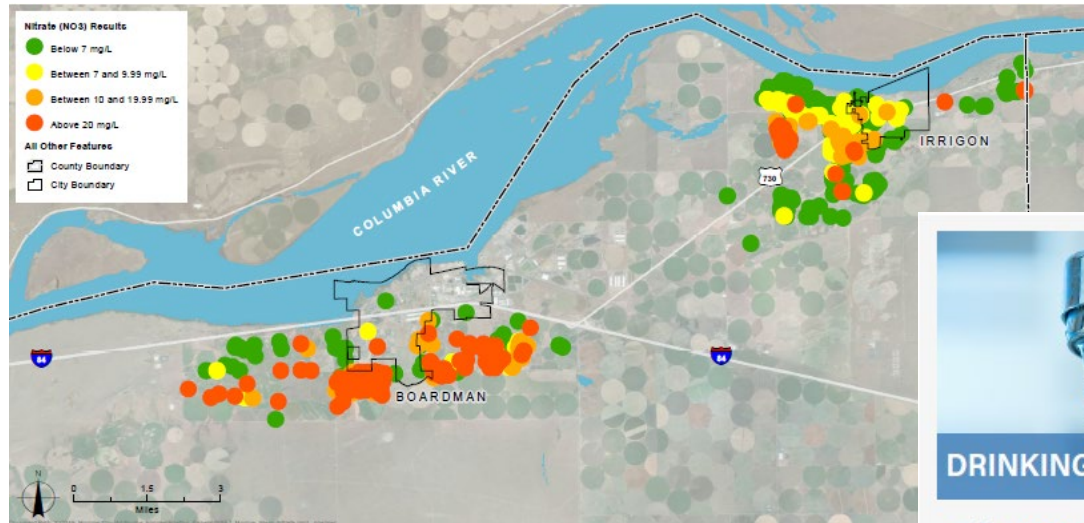 Nitrate (NO3) Results
Below 7 mg/L
Between 7 and 9.99 mg/L
Between 10 and 19.99 mg/L
Above 20 mg/L
All Other Features
County Boundary
City Boundary
COLUMBIA RIVER
IRRIGON
730
84
84
BOARDMAN
N
0 1.5 3
Miles
DRINKING